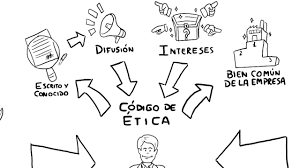 DIFUSIÓN
INTERESES
ESCRITO Y
CONOCIDO
BIEN COMÚN
DE LA EMPRESA
CÓDIGO DE
ÉTICA